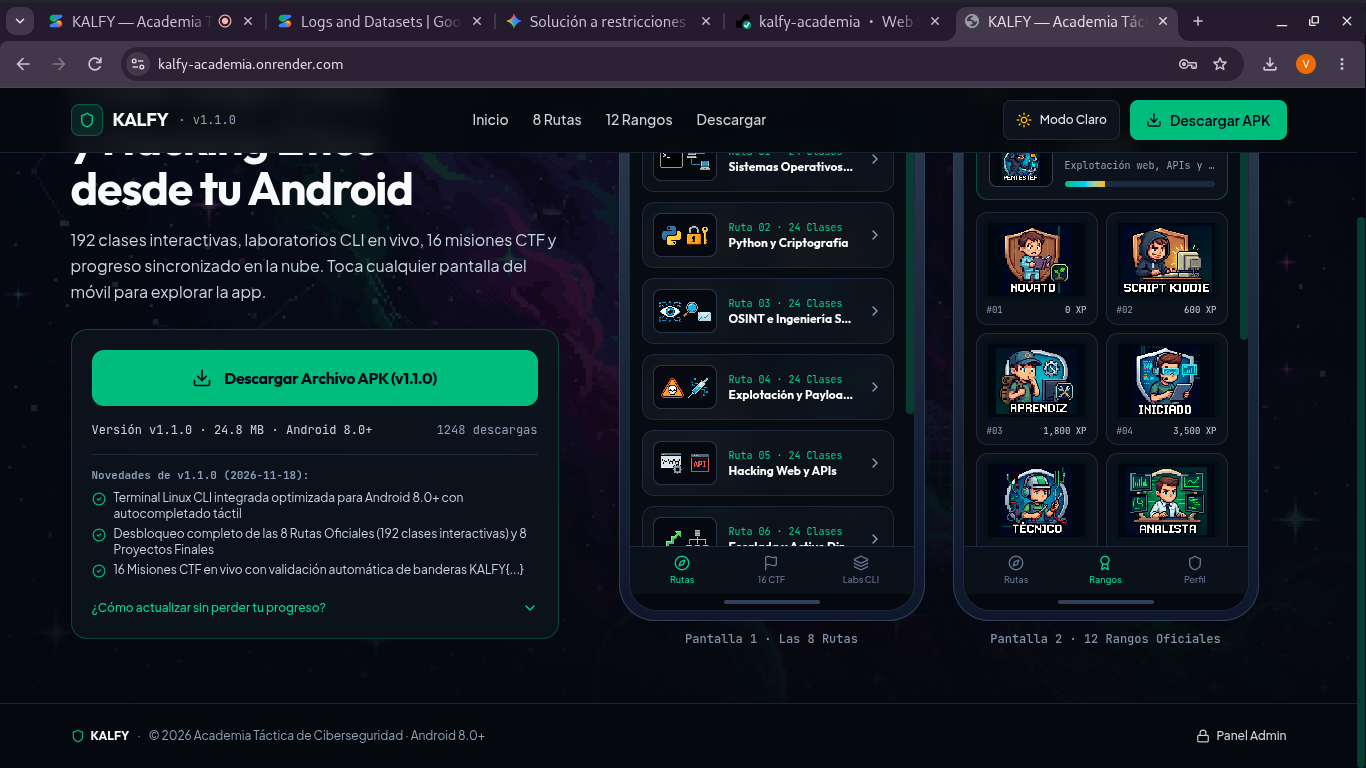 KALFY — Academia T
Logs and Datasets | Goo
Solución a restricciones
kalfy-academia • Web
KALFY — Academia Tác
kalfy-academia.onrender.com
V
KALFY · v1.1.0
Inicio
8 Rutas
12 Rangos
Descargar
Modo Claro
Descargar APK
desde tu Android
192 clases interactivas, laboratorios CLI en vivo, 16 misiones CTF y
progreso sincronizado en la nube. Toca cualquier pantalla del
móvil para explorar la app.
Descargar Archivo APK (v1.1.0)
Versión v1.1.0 · 24.8 MB · Android 8.0+
1248 descargas
Novedades de v1.1.0 (2026-11-18):
Terminal Linux CLI integrada optimizada para Android 8.0+ con
autocompletado táctil
Desbloqueo completo de las 8 Rutas Oficiales (192 clases interactivas) y 8
Proyectos Finales
16 Misiones CTF en vivo con validación automática de banderas KALFY{...}
¿Cómo actualizar sin perder tu progreso?
Sistemas Operativos...
Ruta 02 · 24 Clases
Python y Criptografía
Ruta 03 · 24 Clases
OSINT e Ingeniería S...
Ruta 04 · 24 Clases
Explotación y Payloa...
Ruta 05 · 24 Clases
API
Hacking Web y APIs
Ruta 06 · 24 Clases
Rutas
16 CTF
Labs CLI
Pantalla 1 · Las 8 Rutas
Explotación web, APIs y …
NOVATO
#01
0 XP
SCRIPT KIDDIE
#02
600 XP
APRENDIZ
#03
1,800 XP
INICIADO
#04
3,500 XP
TÉCNICO
ANALISTA
Rutas
Rangos
Perfil
Pantalla 2 · 12 Rangos Oficiales
KALFY · © 2026 Academia Táctica de Ciberseguridad · Android 8.0+
Panel Admin